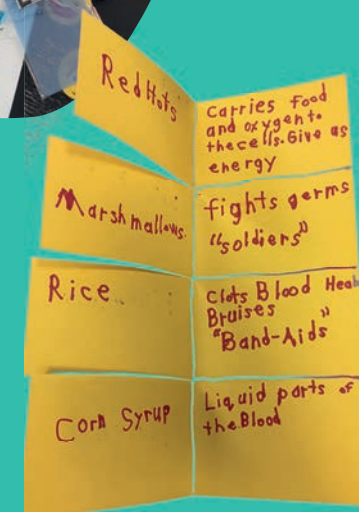 Red Hots
Carries Food
and oxygen to
the cells. Give as
energy
Marshmallows.
fights germs
"soldiers"
Rice
Clots Blood Heal
Bruises
"Band-Aids"
Corn Syrup
Liquid parts of
the Blood